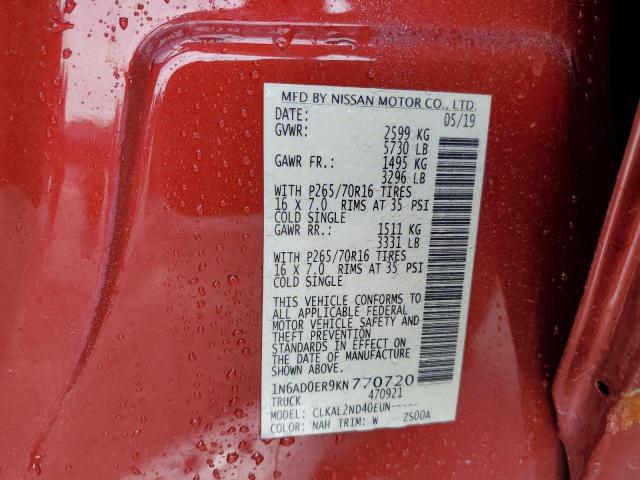 MFD BY NISSAN MOTOR CO., LTD.
DATE: 05/19
GVWR: 2599 KG
5730 LB
GAWR FR.: 1495 KG
3296 LB
WITH P265/70R16 TIRES
16 X 7.0 RIMS AT 35 PSI
COLD SINGLE
GAWR RR.: 1511 KG
3331 LB
WITH P265/70R16 TIRES
16 X 7.0 RIMS AT 35 PSI
COLD SINGLE
THIS VEHICLE CONFORMS TO
ALL APPLICABLE FEDERAL
MOTOR VEHICLE SAFETY AND
THEFT PREVENTION
STANDARDS IN EFFECT ON
THE DATE OF MANUFACTURE
SHOWN ABOVE.
1N6AD0ER9KN770720
TRUCK 470921
MODEL: CLKAL2ND40EUN-----
COLOR: NAH TRIM: W ZS00A